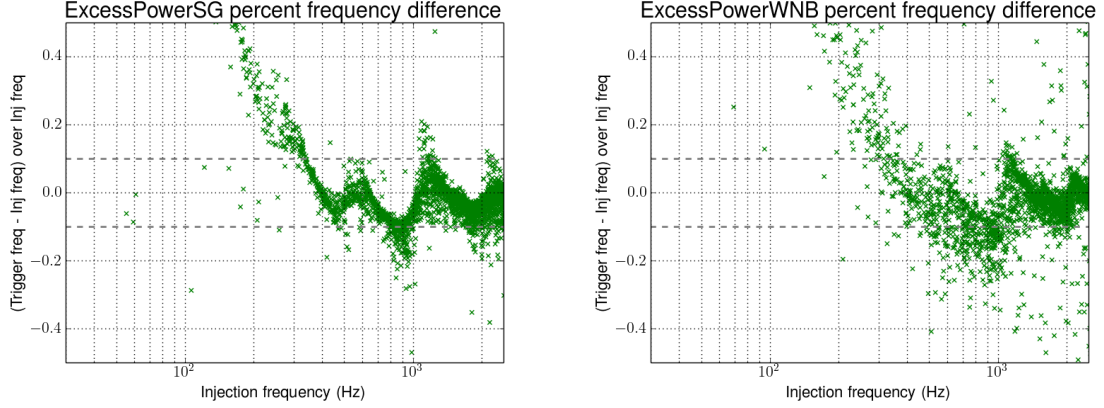 ExcessPowerSG percent frequency difference
(Trigger freq - Inj freq) over Inj freq
0.4
0.2
0.0
−0.2
−0.4
10²
10³
Injection frequency (Hz)
ExcessPowerWNB percent frequency difference
(Trigger freq - Inj freq) over Inj freq
0.4
0.2
0.0
−0.2
−0.4
10²
10³
Injection frequency (Hz)